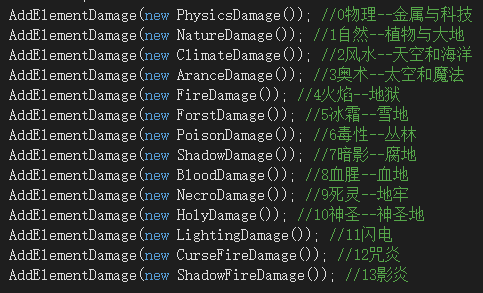 AddElementDamage(new PhysicsDamage()); //0物理--金属与科技
AddElementDamage(new NatureDamage()); //1自然--植物与大地
AddElementDamage(new ClimateDamage()); //2风水--天空和海洋
AddElementDamage(new AranceDamage()); //3奥术--太空和魔法
AddElementDamage(new FireDamage()); //4火焰--地狱
AddElementDamage(new ForstDamage()); //5冰霜--雪地
AddElementDamage(new PoisonDamage()); //6毒性--丛林
AddElementDamage(new ShadowDamage()); //7暗影--腐地
AddElementDamage(new BloodDamage()); //8血腥--血地
AddElementDamage(new NecroDamage()); //9死灵--地牢
AddElementDamage(new HolyDamage()); //10神圣--神圣地
AddElementDamage(new LightingDamage()); //11闪电
AddElementDamage(new CurseFireDamage()); //12咒炎
AddElementDamage(new ShadowFireDamage()); //13影炎